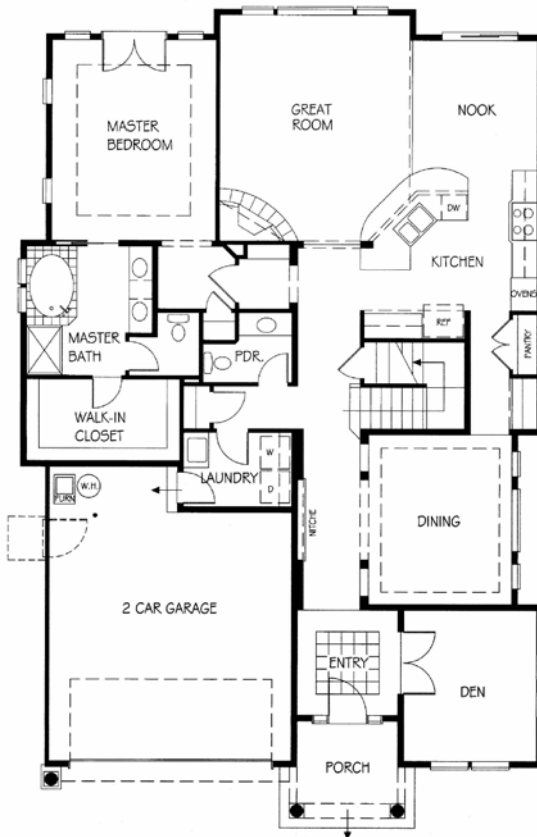 MASTER
BEDROOM
GREAT
ROOM
NOOK
DW
KITCHEN
OVENS
MASTER
BATH
PDR.
REF
PANTRY
WALK-IN
CLOSET
LAUNDRY
W
D
FURN
W.H.
NITCHE
DINING
2 CAR GARAGE
ENTRY
DEN
PORCH